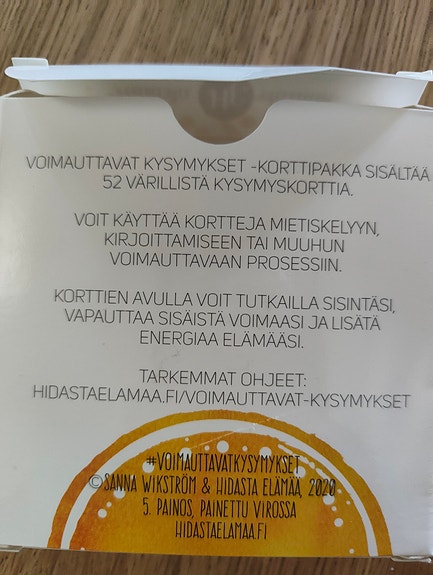 VOIMAUTTAVAT KYSYMYKSET -KORTTIPAKKA SISÄLTÄÄ
52 VÄRILLISTÄ KYSYMYSKORTTIA.
VOIT KÄYTTÄÄ KORTTEJA MIETISKELYYN,
KIRJOITTAMISEEN TAI MUUHUN
VOIMAUTTAVAAN PROSESSIIN.
KORTTIEN AVULLA VOIT TUTKAILLA SISINTÄSI,
VAPAUTTAA SISÄISTÄ VOIMAASI JA LISÄTÄ
ENERGIAA ELÄMÄÄSI.
TARKEMMAT OHJEET:
HIDASTAELAMAA.FI/VOIMAUTTAVAT-KYSYMYKSET
#VOIMAUTTAVATKYSYMYKSET
©SANNA WIKSTRÖM & HIDASTA ELÄMÄÄ, 2020
5. PAINOS, PAINETTU VIROSSA
HIDASTAELAMAA.FI